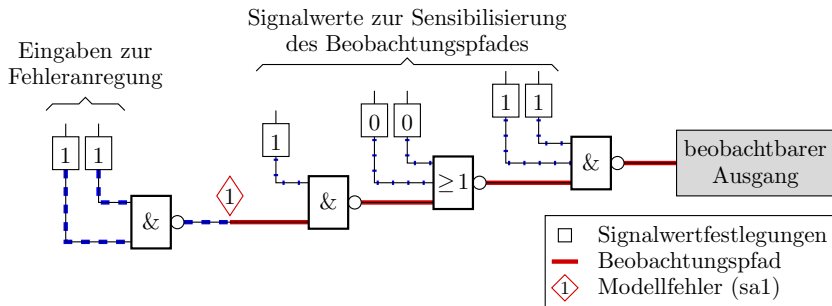 Signalwerte zur Sensibilisierung
des Beobachtungspfades
Eingaben zur
Fehleranregung
1 1
1
0 0
1 1
&
1
&
≥1
&
beobachtbarer
Ausgang
Signalwertfestlegungen
Beobachtungspfad
1 Modellfehler (sa1)